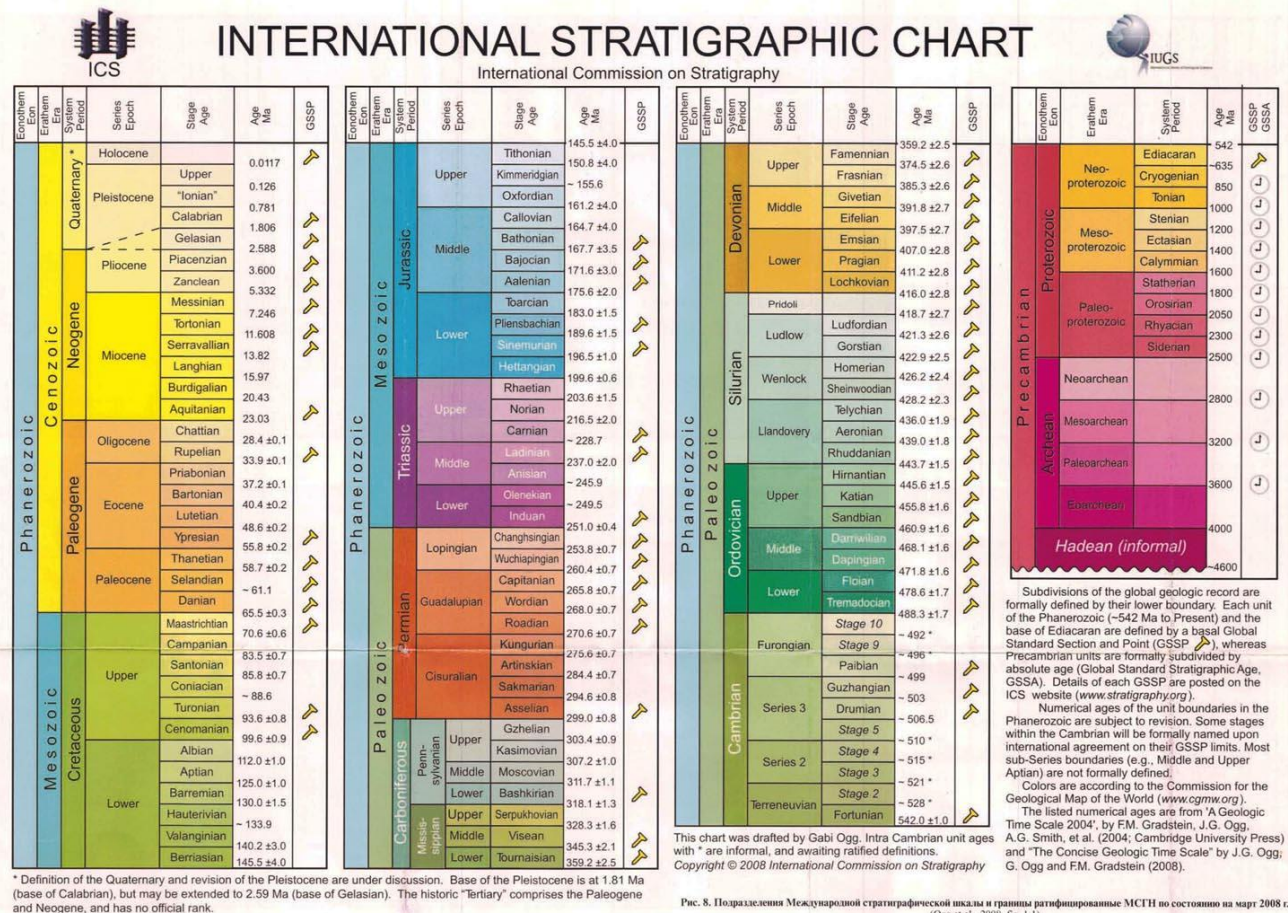 ICS
INTERNATIONAL STRATIGRAPHIC CHART
International Commission on Stratigraphy
IUGS
Eonothem Eon
Erathem Era
System Period
Series Epoch
Stage Age
Age Ma
GSSP
Phanerozoic
Cenozoic
Mesozoic
Quaternary *
Neogene
Paleogene
Cretaceous
Holocene
0.0117
Pleistocene
Upper
0.126
"Ionian"
0.781
Calabrian
1.806
Gelasian
2.588
Pliocene
Piacenzian
3.600
Zanclean
5.332
Miocene
Messinian
7.246
Tortonian
11.608
Serravallian
13.82
Langhian
15.97
Burdigalian
20.43
Aquitanian
23.03
Oligocene
Chattian
28.4 ±0.1
Rupelian
33.9 ±0.1
Eocene
Priabonian
37.2 ±0.1
Bartonian
40.4 ±0.2
Lutetian
48.6 ±0.2
Ypresian
55.8 ±0.2
Paleocene
Thanetian
58.7 ±0.2
Selandian
~ 61.1
Danian
65.5 ±0.3
Upper
Maastrichtian
70.6 ±0.6
Campanian
83.5 ±0.7
Santonian
85.8 ±0.7
Coniacian
~ 88.6
Turonian
93.6 ±0.8
Cenomanian
99.6 ±0.9
Lower
Albian
112.0 ±1.0
Aptian
125.0 ±1.0
Barremian
130.0 ±1.5
Hauterivian
~ 133.9
Valanginian
140.2 ±3.0
Berriasian
145.5 ±4.0
Eonothem Eon
Erathem Era
System Period
Series Epoch
Stage Age
Age Ma
GSSP
Phanerozoic
Mesozoic
Paleozoic
Jurassic
Triassic
Permian
Carboniferous
145.5 ±4.0
Upper
Tithonian
150.8 ±4.0
Kimmeridgian
~ 155.6
Oxfordian
161.2 ±4.0
Middle
Callovian
164.7 ±4.0
Bathonian
167.7 ±3.5
Bajocian
171.6 ±3.0
Aalenian
175.6 ±2.0
Lower
Toarcian
183.0 ±1.5
Pliensbachian
189.6 ±1.5
Sinemurian
196.5 ±1.0
Hettangian
199.6 ±0.6
Upper
Rhaetian
203.6 ±1.5
Norian
216.5 ±2.0
Carnian
~ 228.7
Middle
Ladinian
237.0 ±2.0
Anisian
~ 245.9
Lower
Olenekian
~ 249.5
Induan
251.0 ±0.4
Lopingian
Changhsingian
253.8 ±0.7
Wuchiapingian
260.4 ±0.7
Guadalupian
Capitanian
265.8 ±0.7
Wordian
268.0 ±0.7
Roadian
270.6 ±0.7
Cisuralian
Kungurian
275.6 ±0.7
Artinskian
284.4 ±0.7
Sakmarian
294.6 ±0.8
Asselian
299.0 ±0.8
Penn-
sylvanian
Upper
Gzhelian
303.4 ±0.9
Kasimovian
307.2 ±1.0
Middle
Moscovian
311.7 ±1.1
Lower
Bashkirian
318.1 ±1.3
Missis-
sippian
Upper
Serpukhovian
328.3 ±1.6
Middle
Visean
345.3 ±2.1
Lower
Tournaisian
359.2 ±2.5
Eonothem Eon
Erathem Era
System Period
Series Epoch
Stage Age
Age Ma
GSSP
Phanerozoic
Paleozoic
Devonian
Silurian
Ordovician
Cambrian
359.2 ±2.5
Upper
Famennian
374.5 ±2.6
Frasnian
385.3 ±2.6
Middle
Givetian
391.8 ±2.7
Eifelian
397.5 ±2.7
Lower
Emsian
407.0 ±2.8
Pragian
411.2 ±2.8
Lochkovian
416.0 ±2.8
Pridoli
418.7 ±2.7
Ludlow
Ludfordian
421.3 ±2.6
Gorstian
422.9 ±2.5
Wenlock
Homerian
426.2 ±2.4
Sheinwoodian
428.2 ±2.3
Llandovery
Telychian
436.0 ±1.9
Aeronian
439.0 ±1.8
Rhuddanian
443.7 ±1.5
Upper
Hirnantian
445.6 ±1.5
Katian
455.8 ±1.6
Sandbian
460.9 ±1.6
Middle
Darriwilian
468.1 ±1.6
Dapingian
471.8 ±1.6
Lower
Floian
478.6 ±1.7
Tremadocian
488.3 ±1.7
Furongian
Stage 10
~ 492 *
Stage 9
~ 496 *
Paibian
~ 499
Series 3
Guzhangian
~ 503
Drumian
~ 506.5
Stage 5
~ 510 *
Series 2
Stage 4
~ 515 *
Stage 3
~ 521 *
Terreneuvian
Stage 2
~ 528 *
Fortunian
542.0 ±1.0
This chart was drafted by Gabi Ogg. Intra Cambrian unit ages
with * are informal, and awaiting ratified definitions.
Copyright © 2008 International Commission on Stratigraphy
Eonothem Eon
Erathem Era
System Period
Age Ma
GSSP GSSA
Precambrian
Proterozoic
Archean
542
Neo-
proterozoic
Ediacaran
~635
Cryogenian
850
Tonian
1000
Meso-
proterozoic
Stenian
1200
Ectasian
1400
Calymmian
1600
Paleo-
proterozoic
Statherian
1800
Orosirian
2050
Rhyacian
2300
Siderian
2500
Neoarchean
2800
Mesoarchean
3200
Paleoarchean
3600
Eoarchean
4000
Hadean (informal)
~4600
Subdivisions of the global geologic record are
formally defined by their lower boundary. Each unit
of the Phanerozoic (~542 Ma to Present) and the
base of Ediacaran are defined by a basal Global
Standard Section and Point (GSSP ), whereas
Precambrian units are formally subdivided by
absolute age (Global Standard Stratigraphic Age,
GSSA). Details of each GSSP are posted on the
ICS website (www.stratigraphy.org).
Numerical ages of the unit boundaries in the
Phanerozoic are subject to revision. Some stages
within the Cambrian will be formally named upon
international agreement on their GSSP limits. Most
sub-Series boundaries (e.g., Middle and Upper
Aptian) are not formally defined.
Colors are according to the Commission for the
Geological Map of the World (www.cgmw.org).
The listed numerical ages are from 'A Geologic
Time Scale 2004', by F.M. Gradstein, J.G. Ogg,
A.G. Smith, et al. (2004; Cambridge University Press)
and "The Concise Geologic Time Scale" by J.G. Ogg,
G. Ogg and F.M. Gradstein (2008).
* Definition of the Quaternary and revision of the Pleistocene are under discussion. Base of the Pleistocene is at 1.81 Ma
(base of Calabrian), but may be extended to 2.59 Ma (base of Gelasian). The historic "Tertiary" comprises the Paleogene
and Neogene, and has no official rank.
Рис. 8. Подразделения Международной стратиграфической шкалы и границы ратифицированные МСГН по состоянию на март 2008 г.